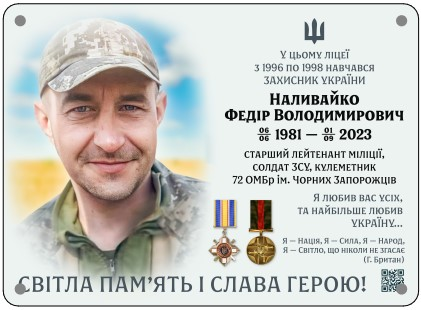 У ЦЬОМУ ЛІЦЕЇ
З 1996 ПО 1998 НАВЧАВСЯ
ЗАХИСНИК УКРАЇНИ
НАЛИВАЙКО
ФЕДІР ВОЛОДИМИРОВИЧ
06/06 1981 — 01/09 2023
СТАРШИЙ ЛЕЙТЕНАНТ МІЛІЦІЇ,
СОЛДАТ ЗСУ, КУЛЕМЕТНИК
72 ОМБр ІМ. ЧОРНИХ ЗАПОРОЖЦІВ
Я ЛЮБИВ ВАС УСІХ,
ТА НАЙБІЛЬШЕ ЛЮБИВ
УКРАЇНУ...
Я — Нація, Я — Сила, Я — Народ,
Я — Світло, що ніколи не згасає
(Г. Британ)
СВІТЛА ПАМ'ЯТЬ І СЛАВА ГЕРОЮ!